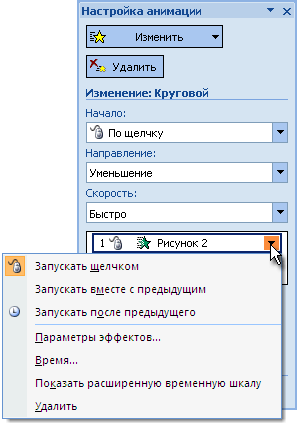 Настройка анимации
Изменить
Удалить
Изменение: Круговой
Начало:
По щелчку
Направление:
Уменьшение
Скорость:
Быстро
1 Рисунок 2
Запускать щелчком
Запускать вместе с предыдущим
Запускать после предыдущего
Параметры эффектов...
Время...
Показать расширенную временную шкалу
Удалить